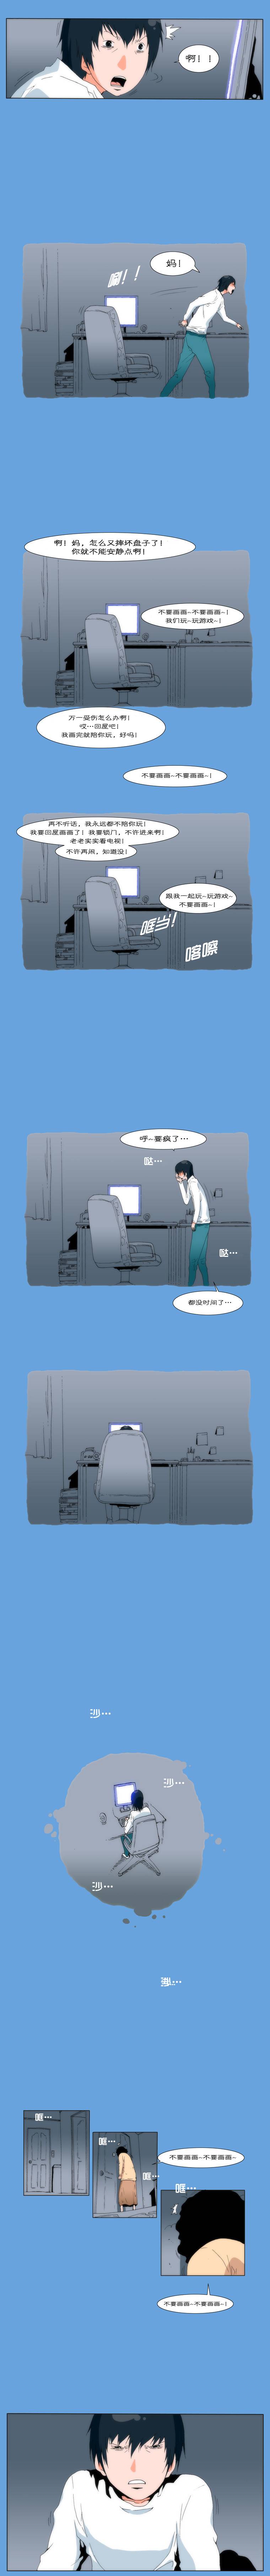 啊！！
妈！
唰！！
啊！妈，怎么又摔坏盘子了！
你就不能安静点啊！
不要画画~不要画画~！
我们玩~玩游戏~！
万一受伤怎么办啊！
哎…回屋吧！
我画完就陪你玩，好吗！
不要画画~不要画画~！
再不听话，我永远都不陪你玩！
我要回屋画画了！我要锁门，不许进来啊！
老老实实看电视！
不许再闹，知道没！
跟我一起玩~玩游戏~
不要画画~！
哐当！
喀嚓
呼~要疯了…
哒…
哒…
都没时间了…
沙…
沙…
沙…
哐…
哐…
不要画画~不要画画~
哐…
哐…
不要画画~不要画画~！